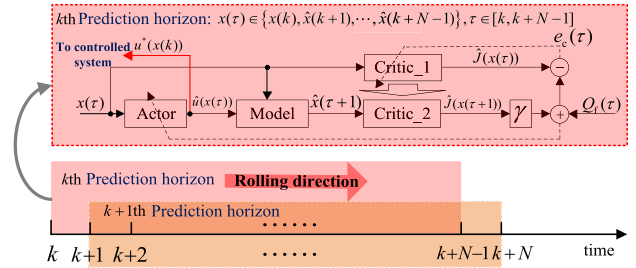 kth Prediction horizon: x(τ)∈{x(k), x̂(k+1),⋯, x̂(k+N−1)}, τ∈[k, k+N−1]
To controlled u*(x(k))
system
e_c(τ)
Critic_1 Ĵ(x(τ)) −
x(τ) Actor û(x(τ)) Model x̂(τ+1) Critic_2 Ĵ(x(τ+1)) γ + Q_f(τ)
kth Prediction horizon Rolling direction
k+1th Prediction horizon
⋯⋯
⋯⋯
k k+1 k+2 k+N−1 k+N time